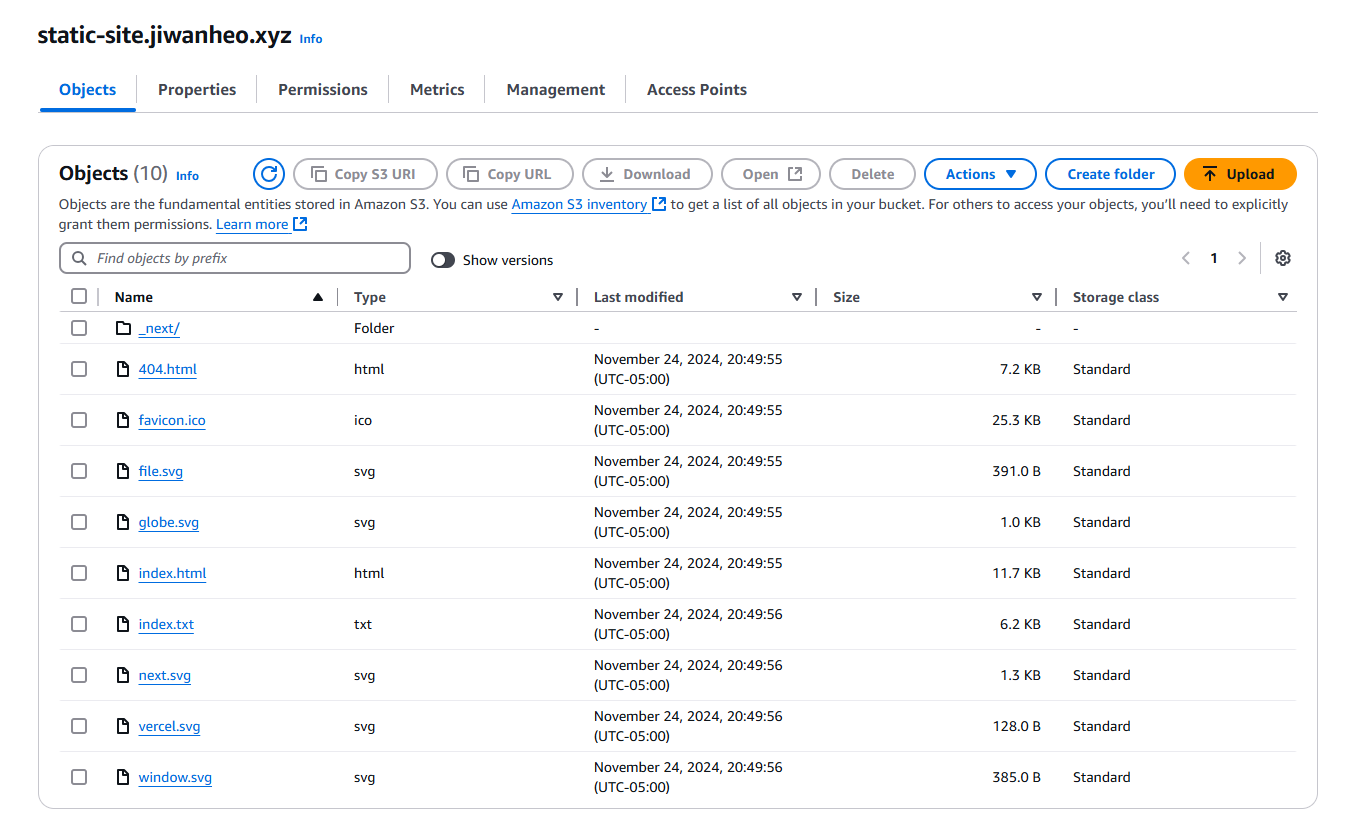 static-site.jiwanheo.xyz Info
Objects Properties Permissions Metrics Management Access Points
Objects (10) Info Copy S3 URI Copy URL Download Open Delete Actions Create folder Upload
Objects are the fundamental entities stored in Amazon S3. You can use Amazon S3 inventory to get a list of all objects in your bucket. For others to access your objects, you’ll need to explicitly
grant them permissions. Learn more
Find objects by prefix Show versions 1
Name Type Last modified Size Storage class
_next/ Folder - - -
404.html html November 24, 2024, 20:49:55 (UTC-05:00) 7.2 KB Standard
favicon.ico ico November 24, 2024, 20:49:55 (UTC-05:00) 25.3 KB Standard
file.svg svg November 24, 2024, 20:49:55 (UTC-05:00) 391.0 B Standard
globe.svg svg November 24, 2024, 20:49:55 (UTC-05:00) 1.0 KB Standard
index.html html November 24, 2024, 20:49:55 (UTC-05:00) 11.7 KB Standard
index.txt txt November 24, 2024, 20:49:56 (UTC-05:00) 6.2 KB Standard
next.svg svg November 24, 2024, 20:49:56 (UTC-05:00) 1.3 KB Standard
vercel.svg svg November 24, 2024, 20:49:56 (UTC-05:00) 128.0 B Standard
window.svg svg November 24, 2024, 20:49:56 (UTC-05:00) 385.0 B Standard